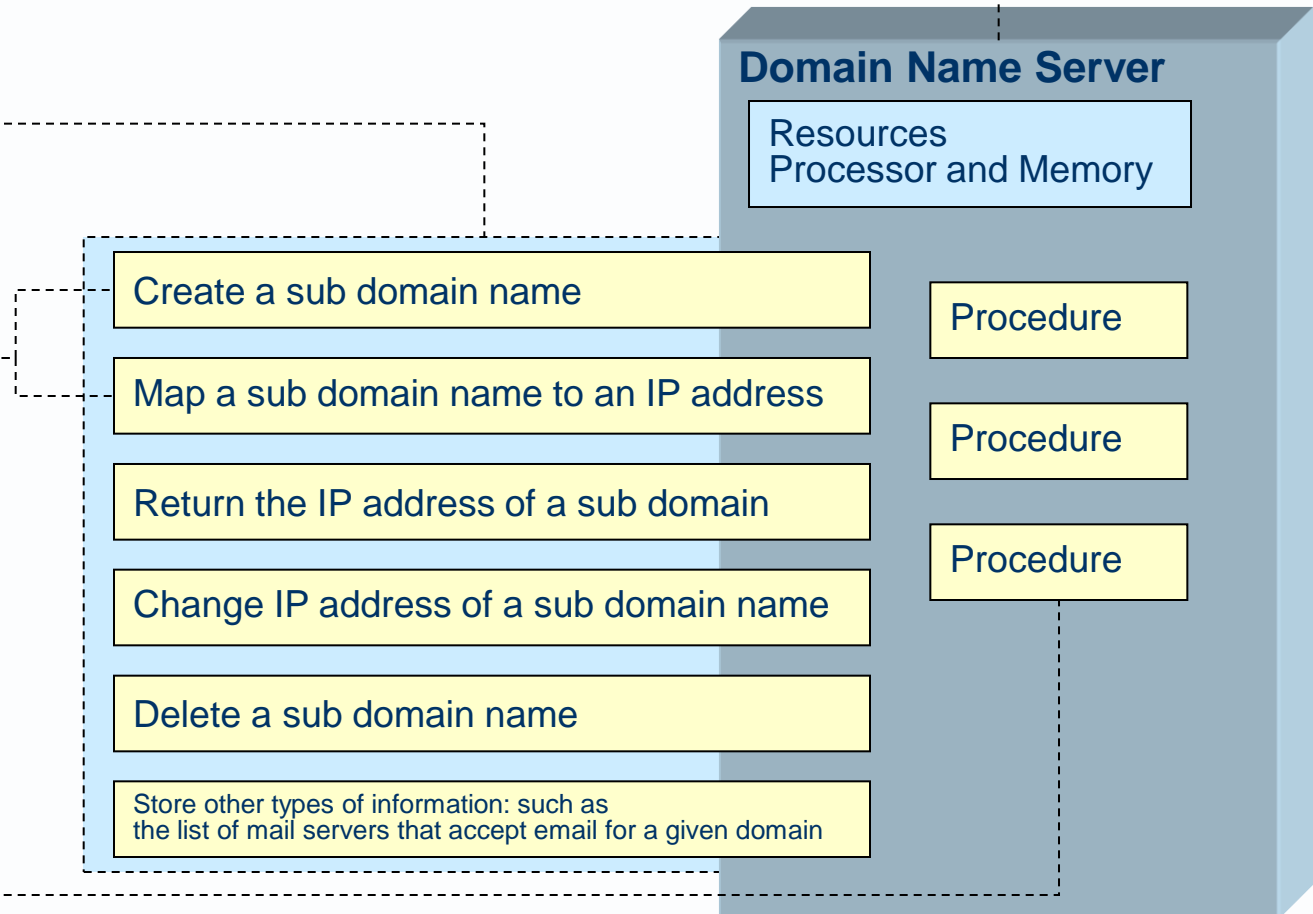 Domain Name Server
Resources
Processor and Memory
Create a sub domain name
Map a sub domain name to an IP address
Return the IP address of a sub domain
Change IP address of a sub domain name
Delete a sub domain name
Store other types of information: such as
the list of mail servers that accept email for a given domain
Procedure
Procedure
Procedure